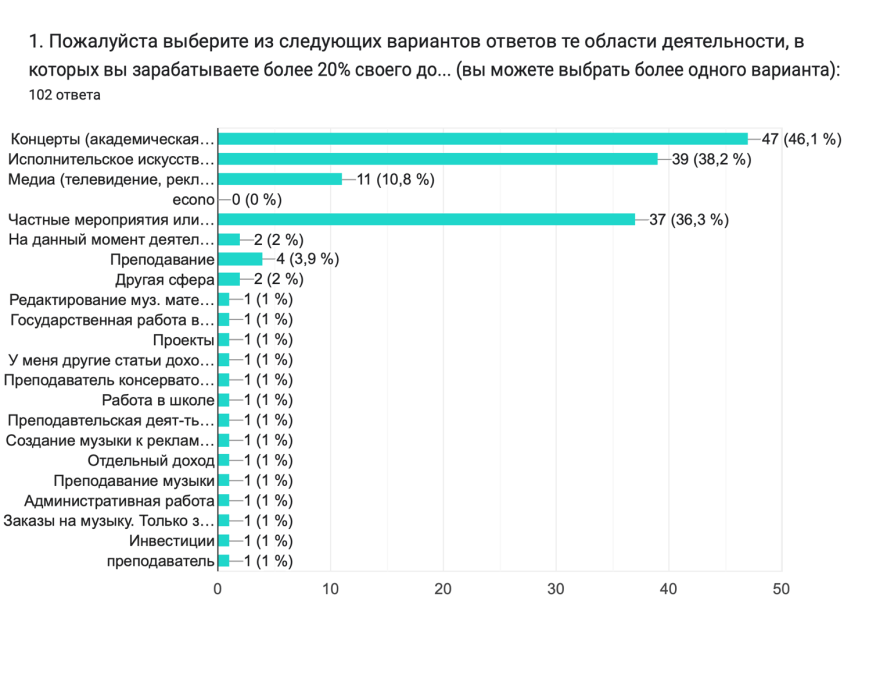 1. Пожалуйста выберите из следующих вариантов ответов те области деятельности, в
которых вы зарабатываете более 20% своего до... (вы можете выбрать более одного варианта):
102 ответа
Концерты (академическая... 47 (46,1 %)
Исполнительское искусств... 39 (38,2 %)
Медиа (телевидение, рекл... 11 (10,8 %)
econo 0 (0 %)
Частные мероприятия или... 37 (36,3 %)
На данный момент деятел... 2 (2 %)
Преподавание 4 (3,9 %)
Другая сфера 2 (2 %)
Редактирование муз. мате... 1 (1 %)
Государственная работа в... 1 (1 %)
Проекты 1 (1 %)
У меня другие статьи дохо... 1 (1 %)
Преподаватель консервато... 1 (1 %)
Работа в школе 1 (1 %)
Преподавтельская деят-ть... 1 (1 %)
Создание музыки к реклам... 1 (1 %)
Отдельный доход 1 (1 %)
Преподавание музыки 1 (1 %)
Административная работа 1 (1 %)
Заказы на музыку. Только з... 1 (1 %)
Инвестиции 1 (1 %)
преподаватель 1 (1 %)
0 10 20 30 40 50